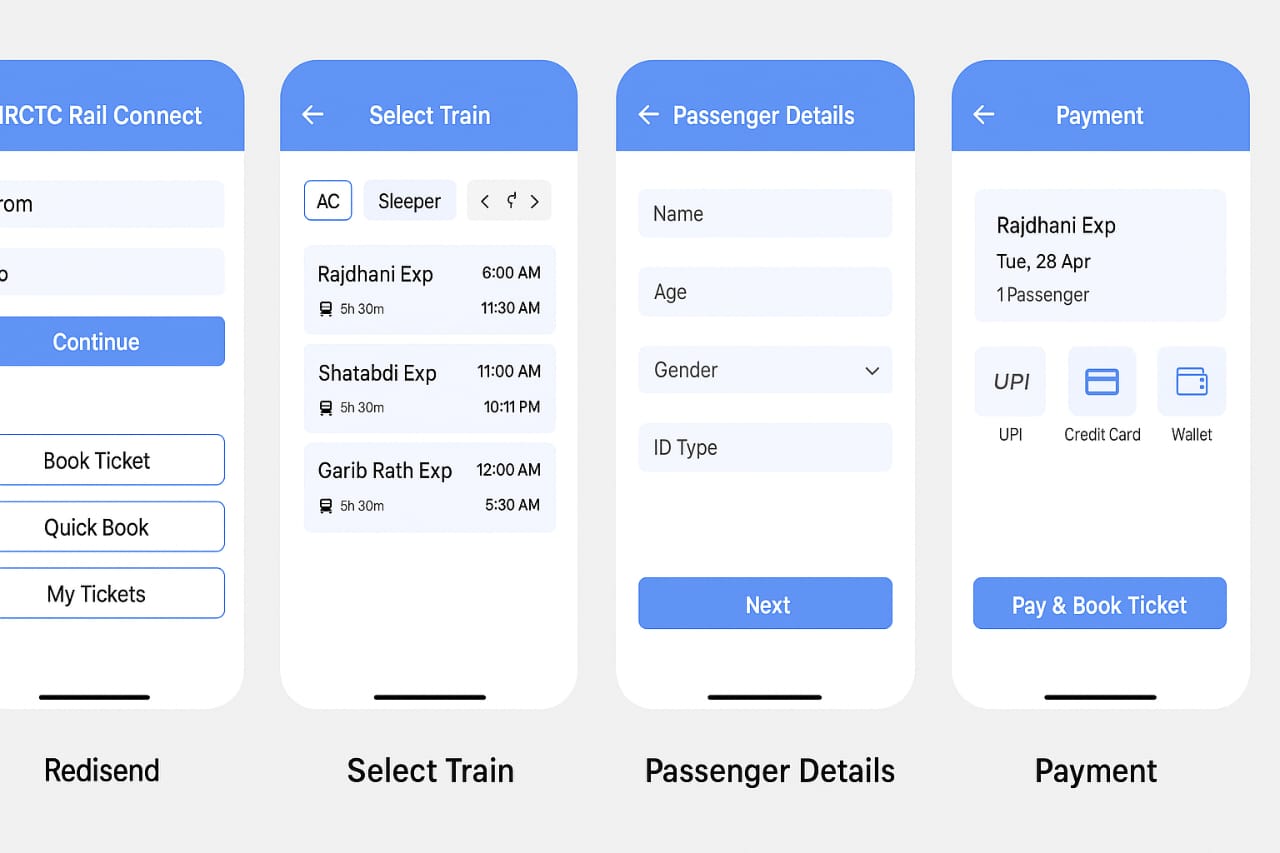 IRCTC Rail Connect
rom
o
Continue
Book Ticket
Quick Book
My Tickets
Redisend
Select Train
AC Sleeper
Rajdhani Exp 6:00 AM
5h 30m 11:30 AM
Shatabdi Exp 11:00 AM
5h 30m 10:11 PM
Garib Rath Exp 12:00 AM
5h 30m 5:30 AM
Select Train
Passenger Details
Name
Age
Gender
ID Type
Next
Passenger Details
Payment
Rajdhani Exp
Tue, 28 Apr
1 Passenger
UPI
UPI Credit Card Wallet
Pay & Book Ticket
Payment